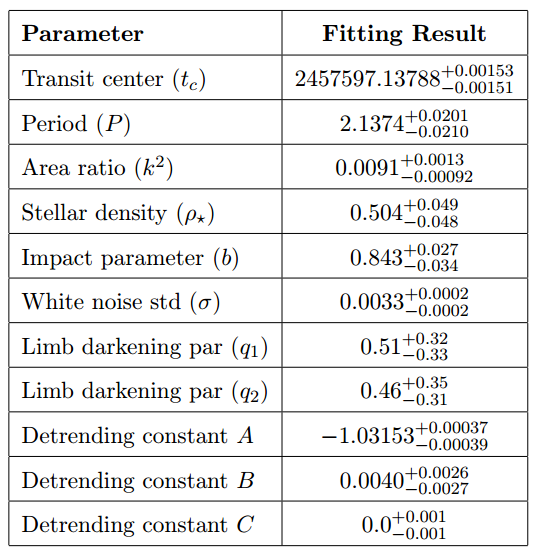 Parameter Fitting Result
Transit center (t_c) 2457597.13788^{+0.00153}_{−0.00151}
Period (P) 2.1374^{+0.0201}_{−0.0210}
Area ratio (k^2) 0.0091^{+0.0013}_{−0.00092}
Stellar density (ρ_⋆) 0.504^{+0.049}_{−0.048}
Impact parameter (b) 0.843^{+0.027}_{−0.034}
White noise std (σ) 0.0033^{+0.0002}_{−0.0002}
Limb darkening par (q_1) 0.51^{+0.32}_{−0.33}
Limb darkening par (q_2) 0.46^{+0.35}_{−0.31}
Detrending constant A −1.03153^{+0.00037}_{−0.00039}
Detrending constant B 0.0040^{+0.0026}_{−0.0027}
Detrending constant C 0.0^{+0.001}_{−0.001}